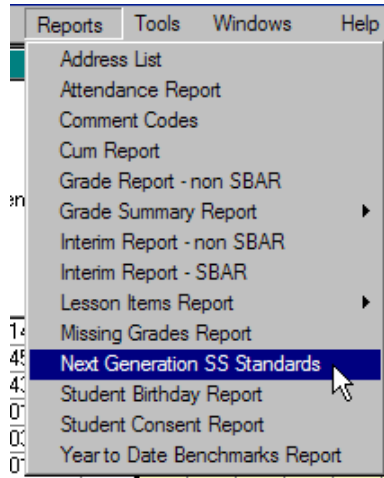 Reports Tools Windows Help
Address List
Attendance Report
Comment Codes
Cum Report
Grade Report - non SBAR
Grade Summary Report
Interim Report - non SBAR
Interim Report - SBAR
Lesson Items Report
Missing Grades Report
Next Generation SS Standards
Student Birthday Report
Student Consent Report
Year to Date Benchmarks Report